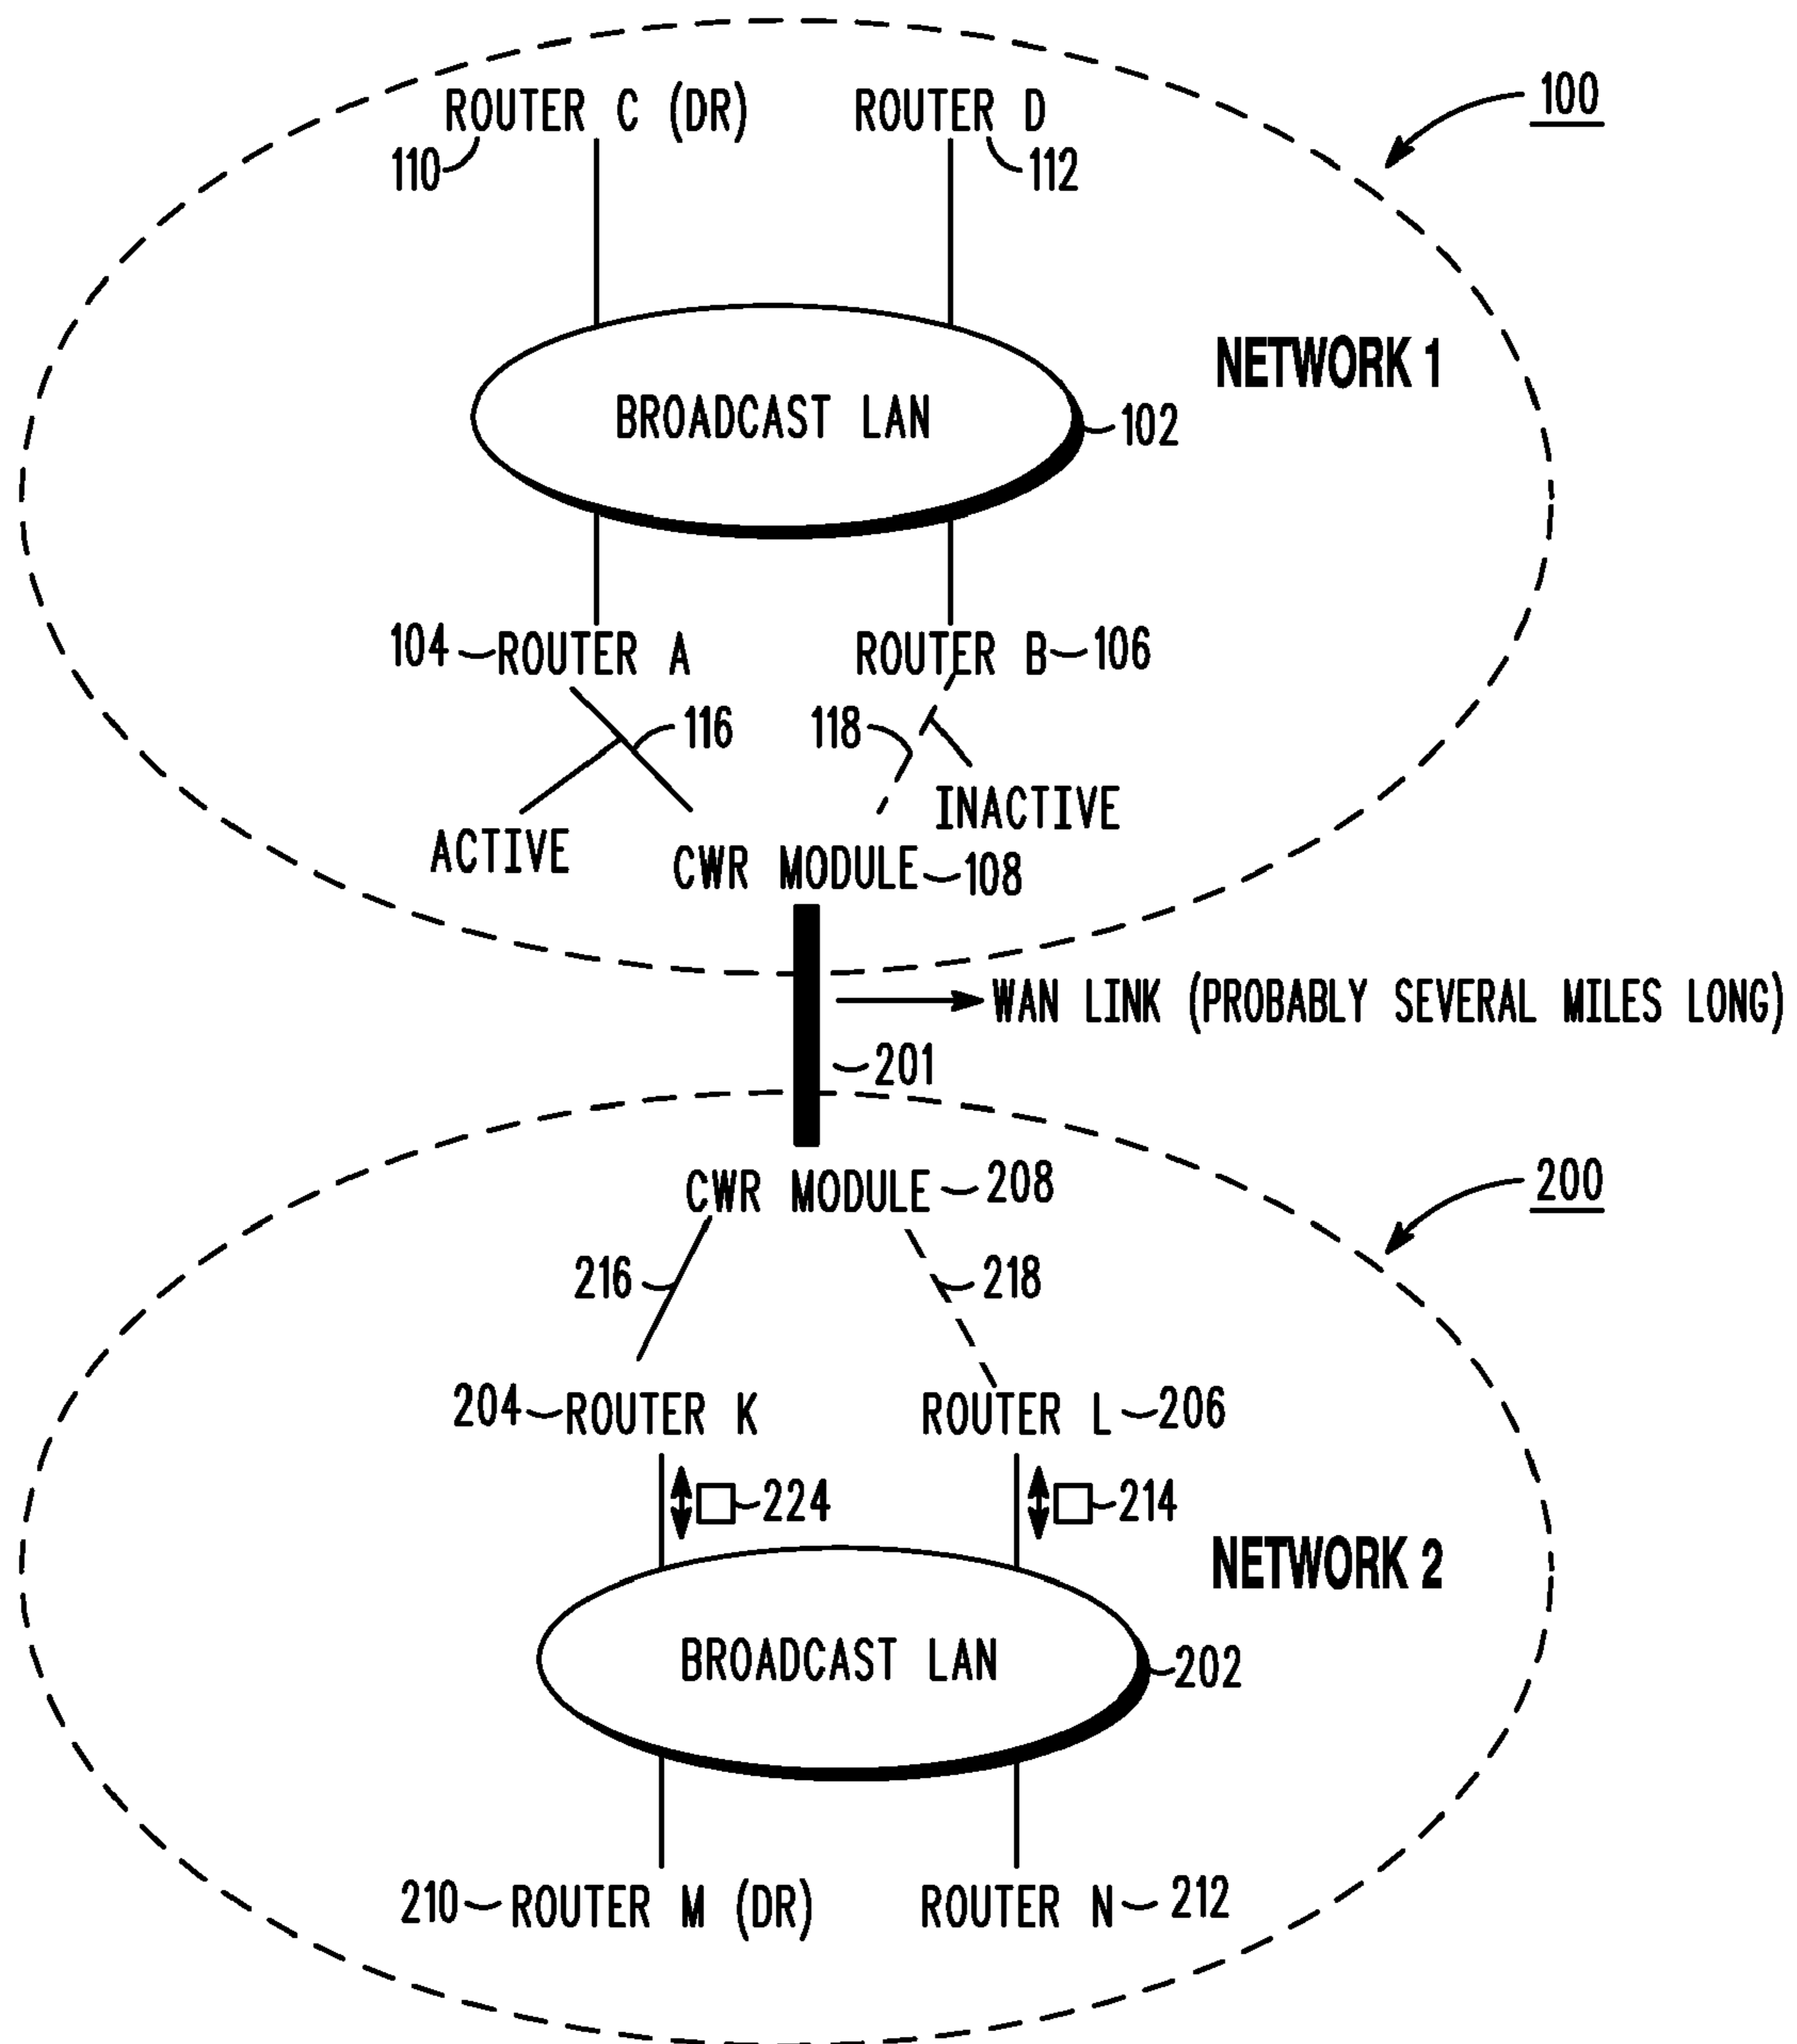 ROUTER C (DR)
ROUTER D
100
110
112
NETWORK 1
BROADCAST LAN
102
104
ROUTER A
ROUTER B
106
116
118
ACTIVE
INACTIVE
CWR MODULE
108
WAN LINK (PROBABLY SEVERAL MILES LONG)
201
CWR MODULE
208
200
216
218
204
ROUTER K
ROUTER L
206
224
214
NETWORK 2
BROADCAST LAN
202
210
ROUTER M (DR)
ROUTER N
212